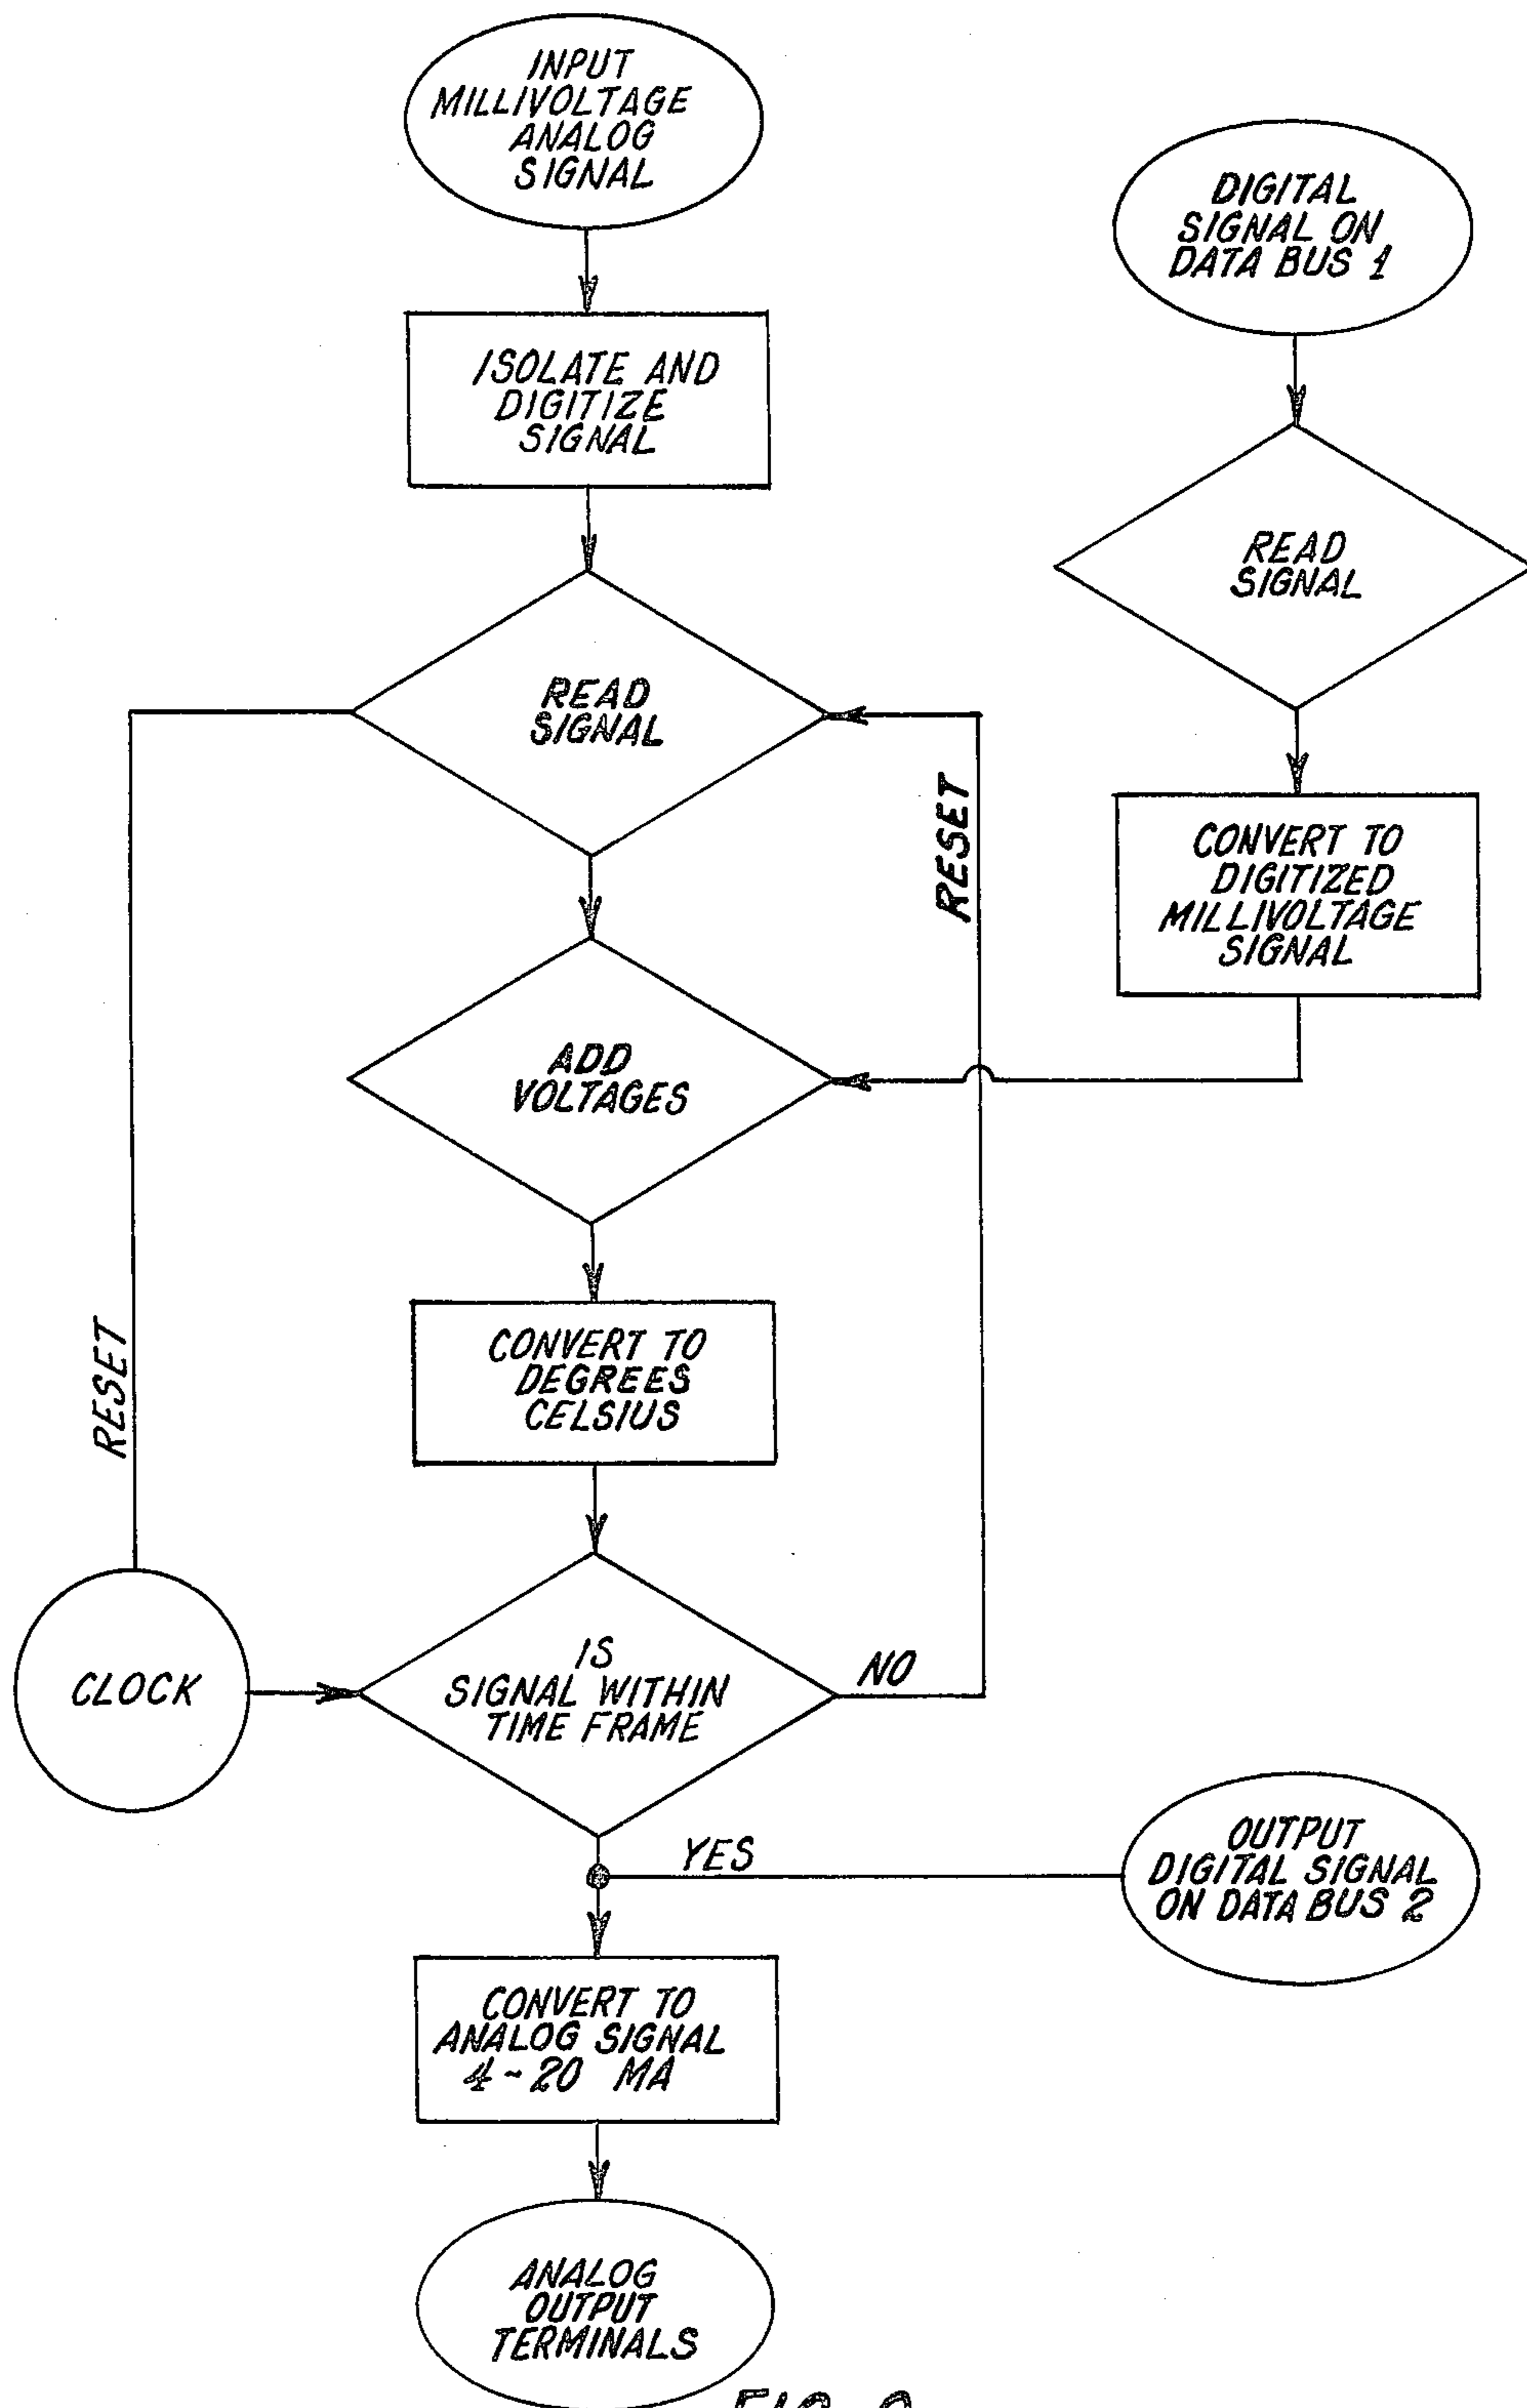 INPUT
MILLIVOLTAGE
ANALOG
SIGNAL
DIGITAL
SIGNAL ON
DATA BUS 1
ISOLATE AND
DIGITIZE
SIGNAL
READ
SIGNAL
READ
SIGNAL
RESET
CONVERT TO
DIGITIZED
MILLIVOLTAGE
SIGNAL
ADD
VOLTAGES
RESET
CONVERT TO
DEGREES
CELSIUS
CLOCK
IS
SIGNAL WITHIN
TIME FRAME
NO
YES
OUTPUT
DIGITAL SIGNAL
ON DATA BUS 2
CONVERT TO
ANALOG SIGNAL
4-20 MA
ANALOG
OUTPUT
TERMINALS